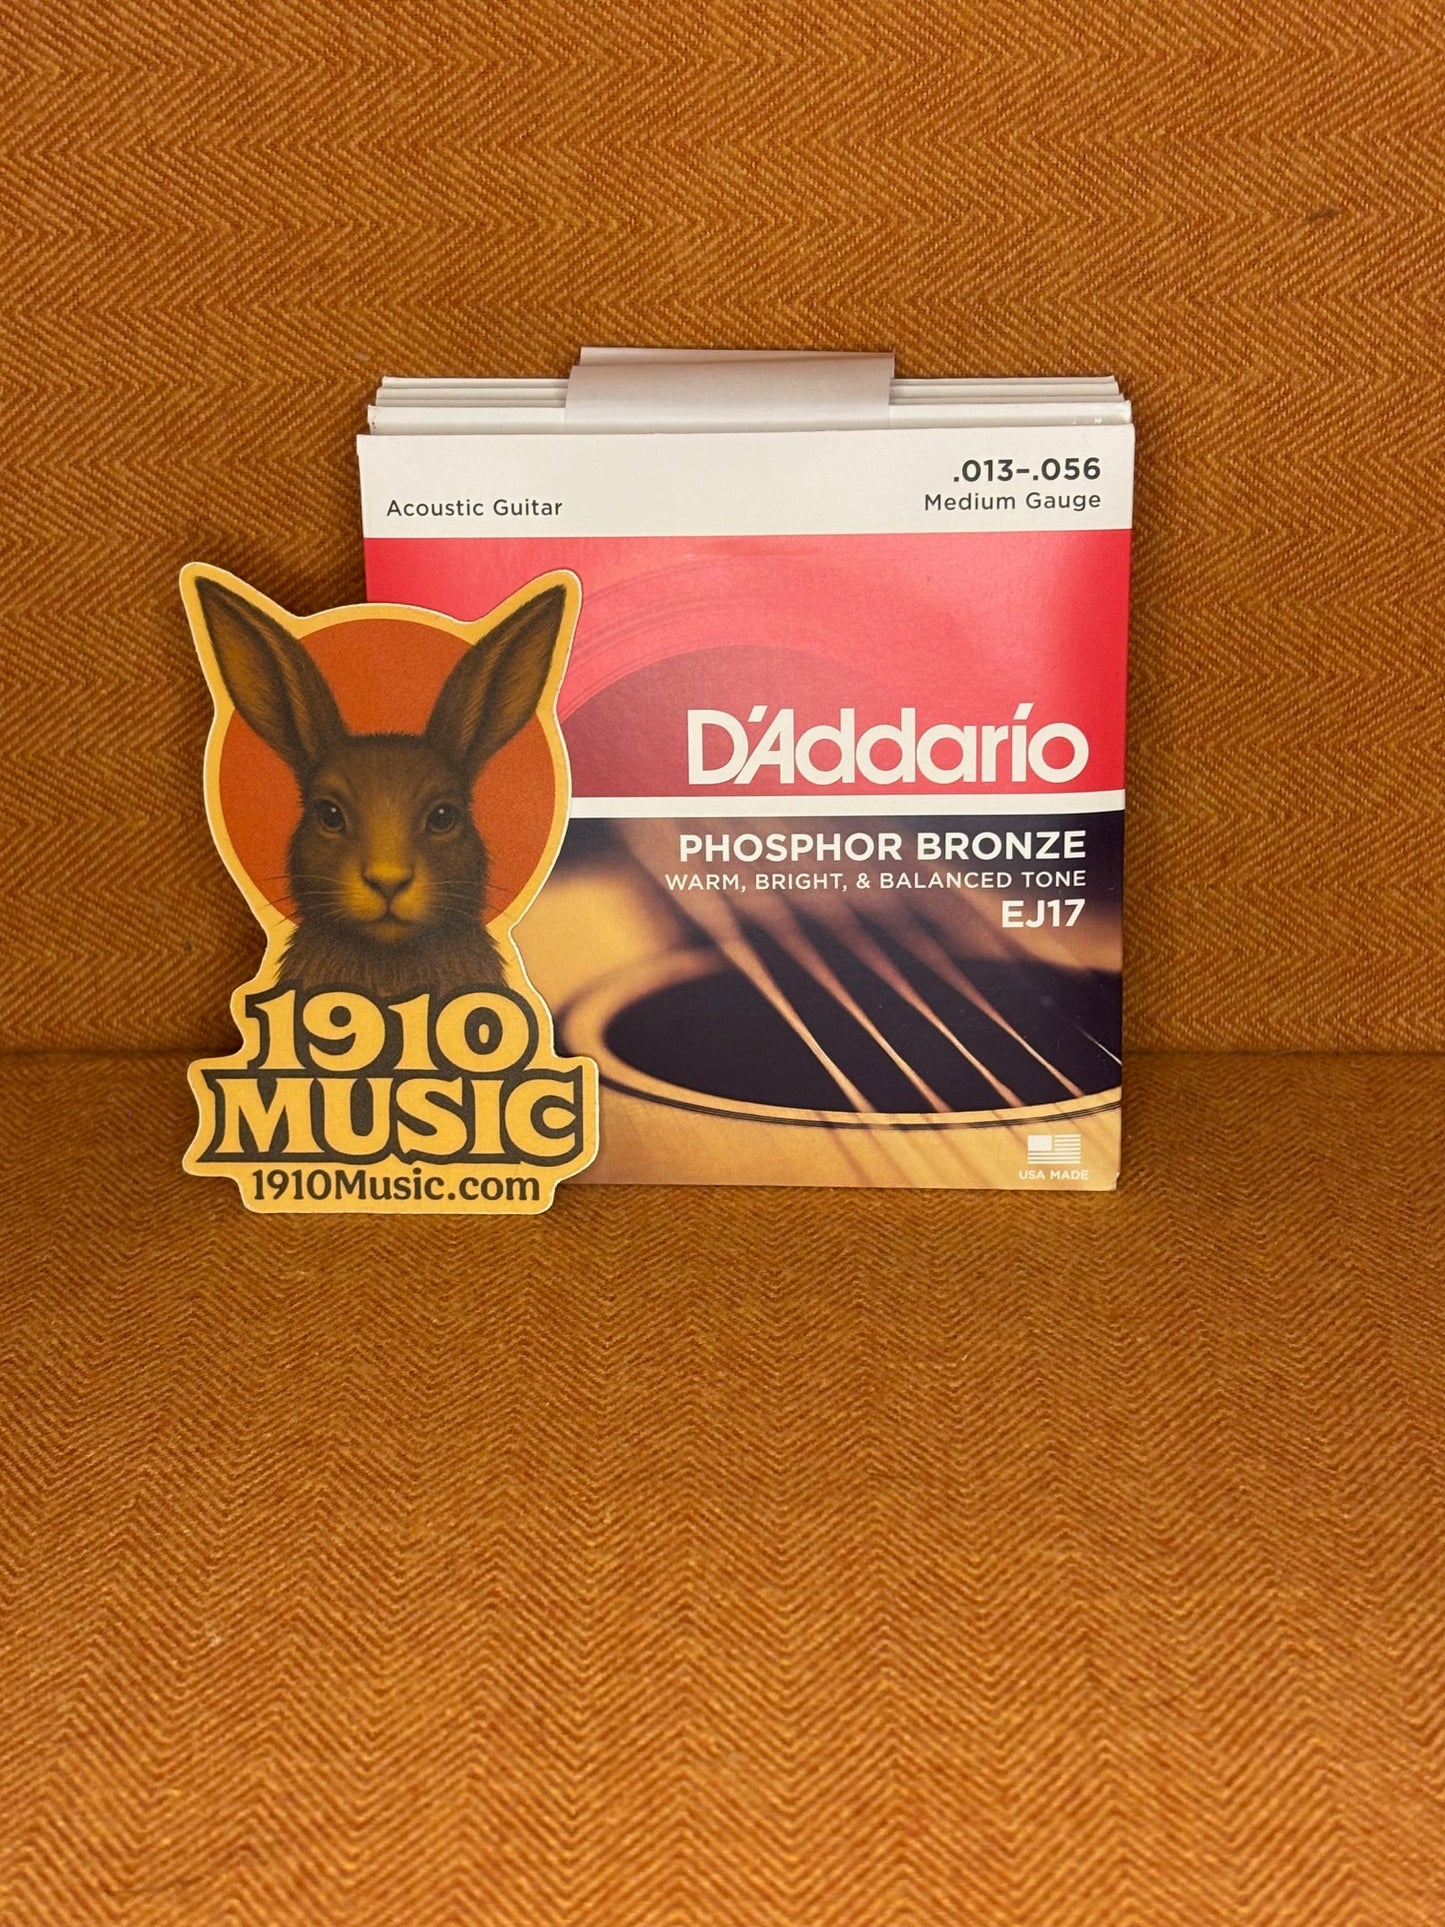 .013–.056
Acoustic Guitar
Medium Gauge
D'Addarío
PHOSPHOR BRONZE
WARM, BRIGHT, & BALANCED TONE
EJ17
USA MADE
1910
MUSIC
1910Music.com